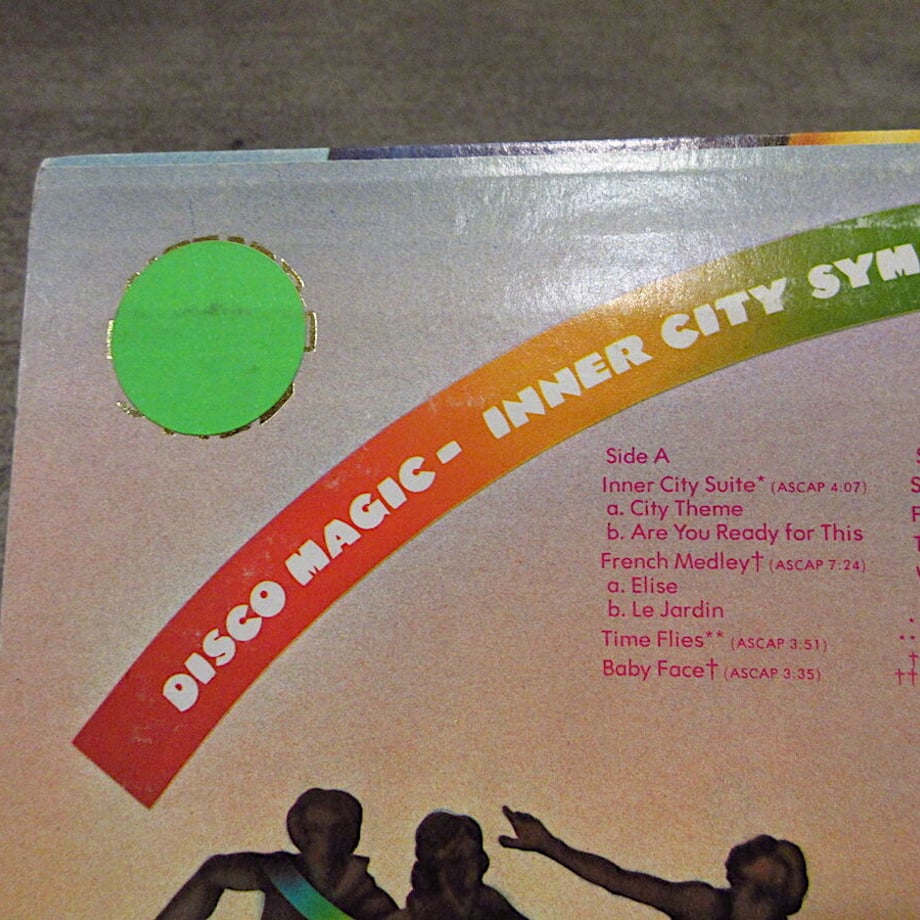 DISCO MAGIC - INNER CITY SYM
Side A
Inner City Suite* (ASCAP 4:07)
a. City Theme
b. Are You Ready for This
French Medley† (ASCAP 7:24)
a. Elise
b. Le Jardin
Time Flies** (ASCAP 3:51)
Baby Face† (ASCAP 3:35)